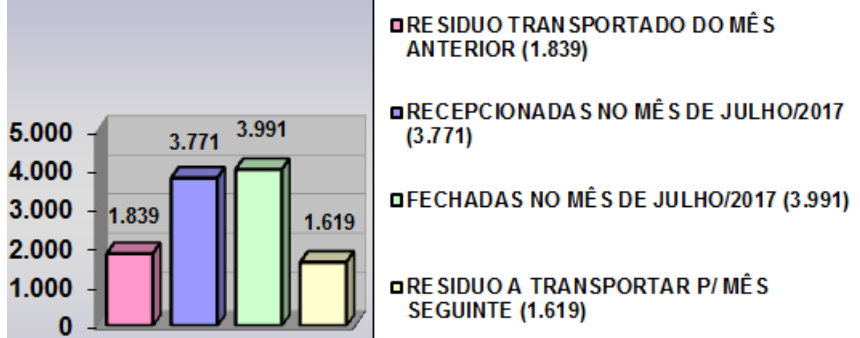 5.000
4.000
3.000
2.000
1.000
0
1.839
3.771
3.991
1.619
RESIDUO TRANSPORTADO DO MÊS
ANTERIOR (1.839)
RECEPCIONADAS NO MÊS DE JULHO/2017
(3.771)
FECHADAS NO MÊS DE JULHO/2017 (3.991)
RESIDUO A TRANSPORTAR P/ MÊS
SEGUINTE (1.619)